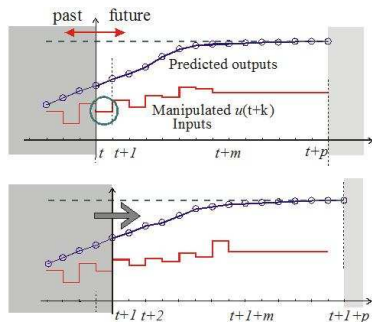 past future
Predicted outputs
Manipulated u(t+k)
Inputs
t t+1 t+m t+p
t+1 t+2 t+1+m t+1+p